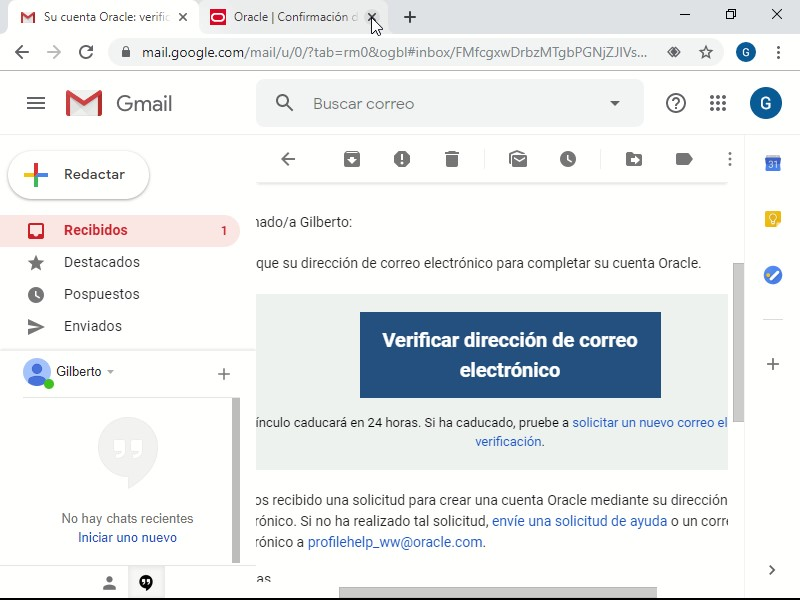 Su cuenta Oracle: verific
Oracle | Confirmación d
mail.google.com/mail/u/0/?tab=rm0&ogbl#inbox/FMfcgxwDrbzMTgbPGNjZJIVs...
G
Gmail
Buscar correo
G
Redactar
31
Recibidos 1
Destacados
Pospuestos
Enviados
Gilberto
No hay chats recientes
Iniciar uno nuevo
nado/a Gilberto:
que su dirección de correo electrónico para completar su cuenta Oracle.
Verificar dirección de correo
electrónico
ínculo caducará en 24 horas. Si ha caducado, pruebe a solicitar un nuevo correo el
verificación.
os recibido una solicitud para crear una cuenta Oracle mediante su dirección
rónico. Si no ha realizado tal solicitud, envíe una solicitud de ayuda o un corre
rónico a profilehelp_ww@oracle.com.
as